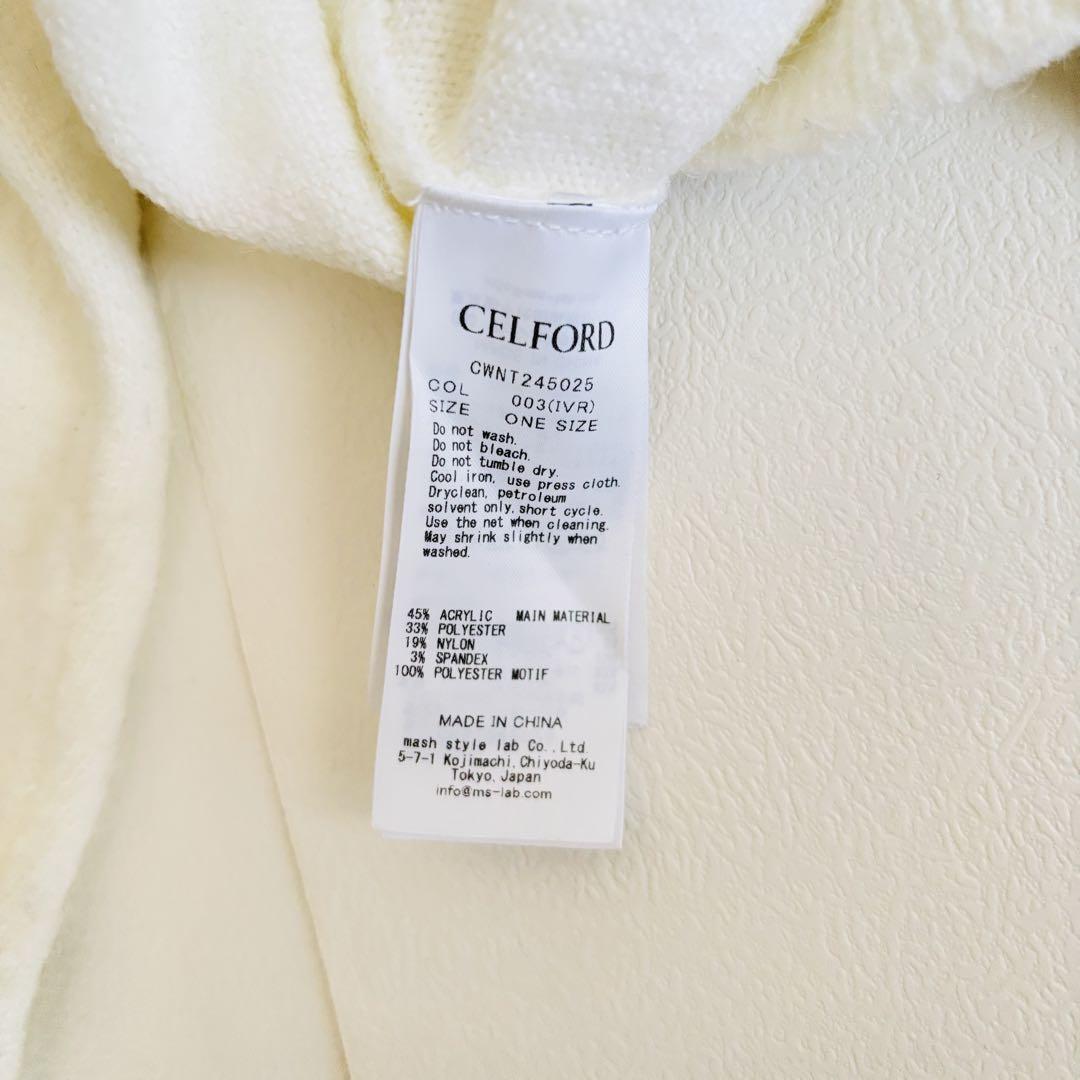 CELFORD
CWNT245025
COL 003(IVR)
SIZE ONE SIZE
Do not wash.
Do not bleach.
Do not tumble dry.
Cool iron, use press cloth.
Dryclean, petroleum
solvent only, short cycle.
Use the net when cleaning.
May shrink slightly when
washed.
45% ACRYLIC MAIN MATERIAL
33% POLYESTER
19% NYLON
3% SPANDEX
100% POLYESTER MOTIF
MADE IN CHINA
mash style lab Co., Ltd.
5-7-1 Kojimachi, Chiyoda-Ku
Tokyo, Japan
info@ms-lab.com